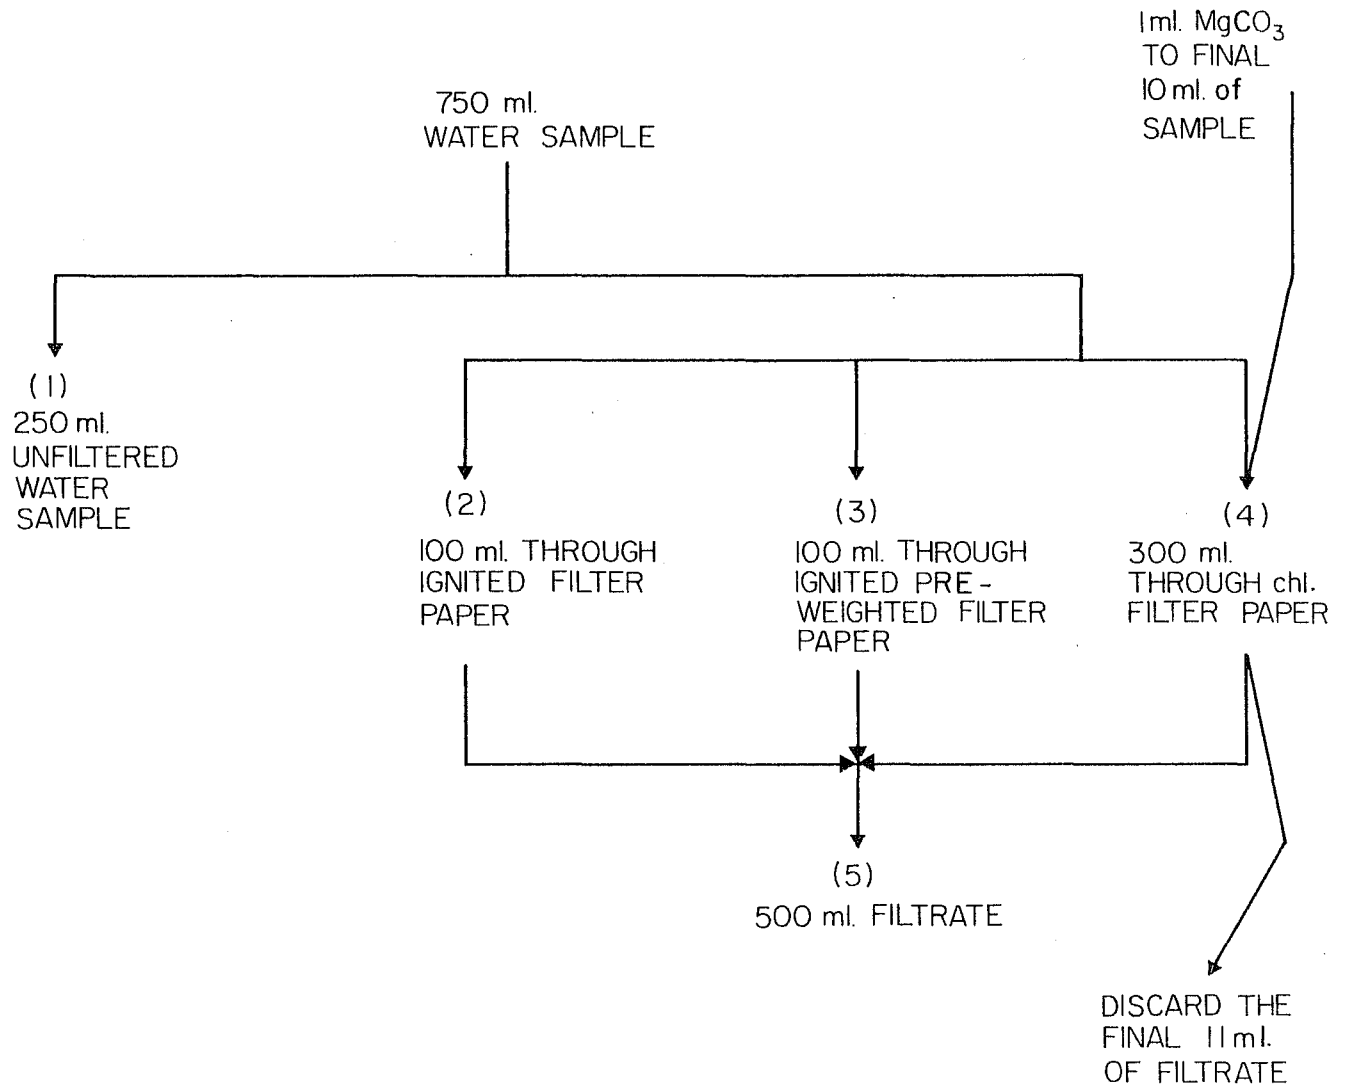 1ml. MgCO3
TO FINAL
10 ml. of
SAMPLE
750 ml.
WATER SAMPLE
(1)
250 ml.
UNFILTERED
WATER
SAMPLE
(2)
100 ml. THROUGH
IGNITED FILTER
PAPER
(3)
100 ml. THROUGH
IGNITED PRE-
WEIGHTED FILTER
PAPER
(4)
300 ml.
THROUGH chl.
FILTER PAPER
(5)
500 ml. FILTRATE
DISCARD THE
FINAL 11 ml.
OF FILTRATE